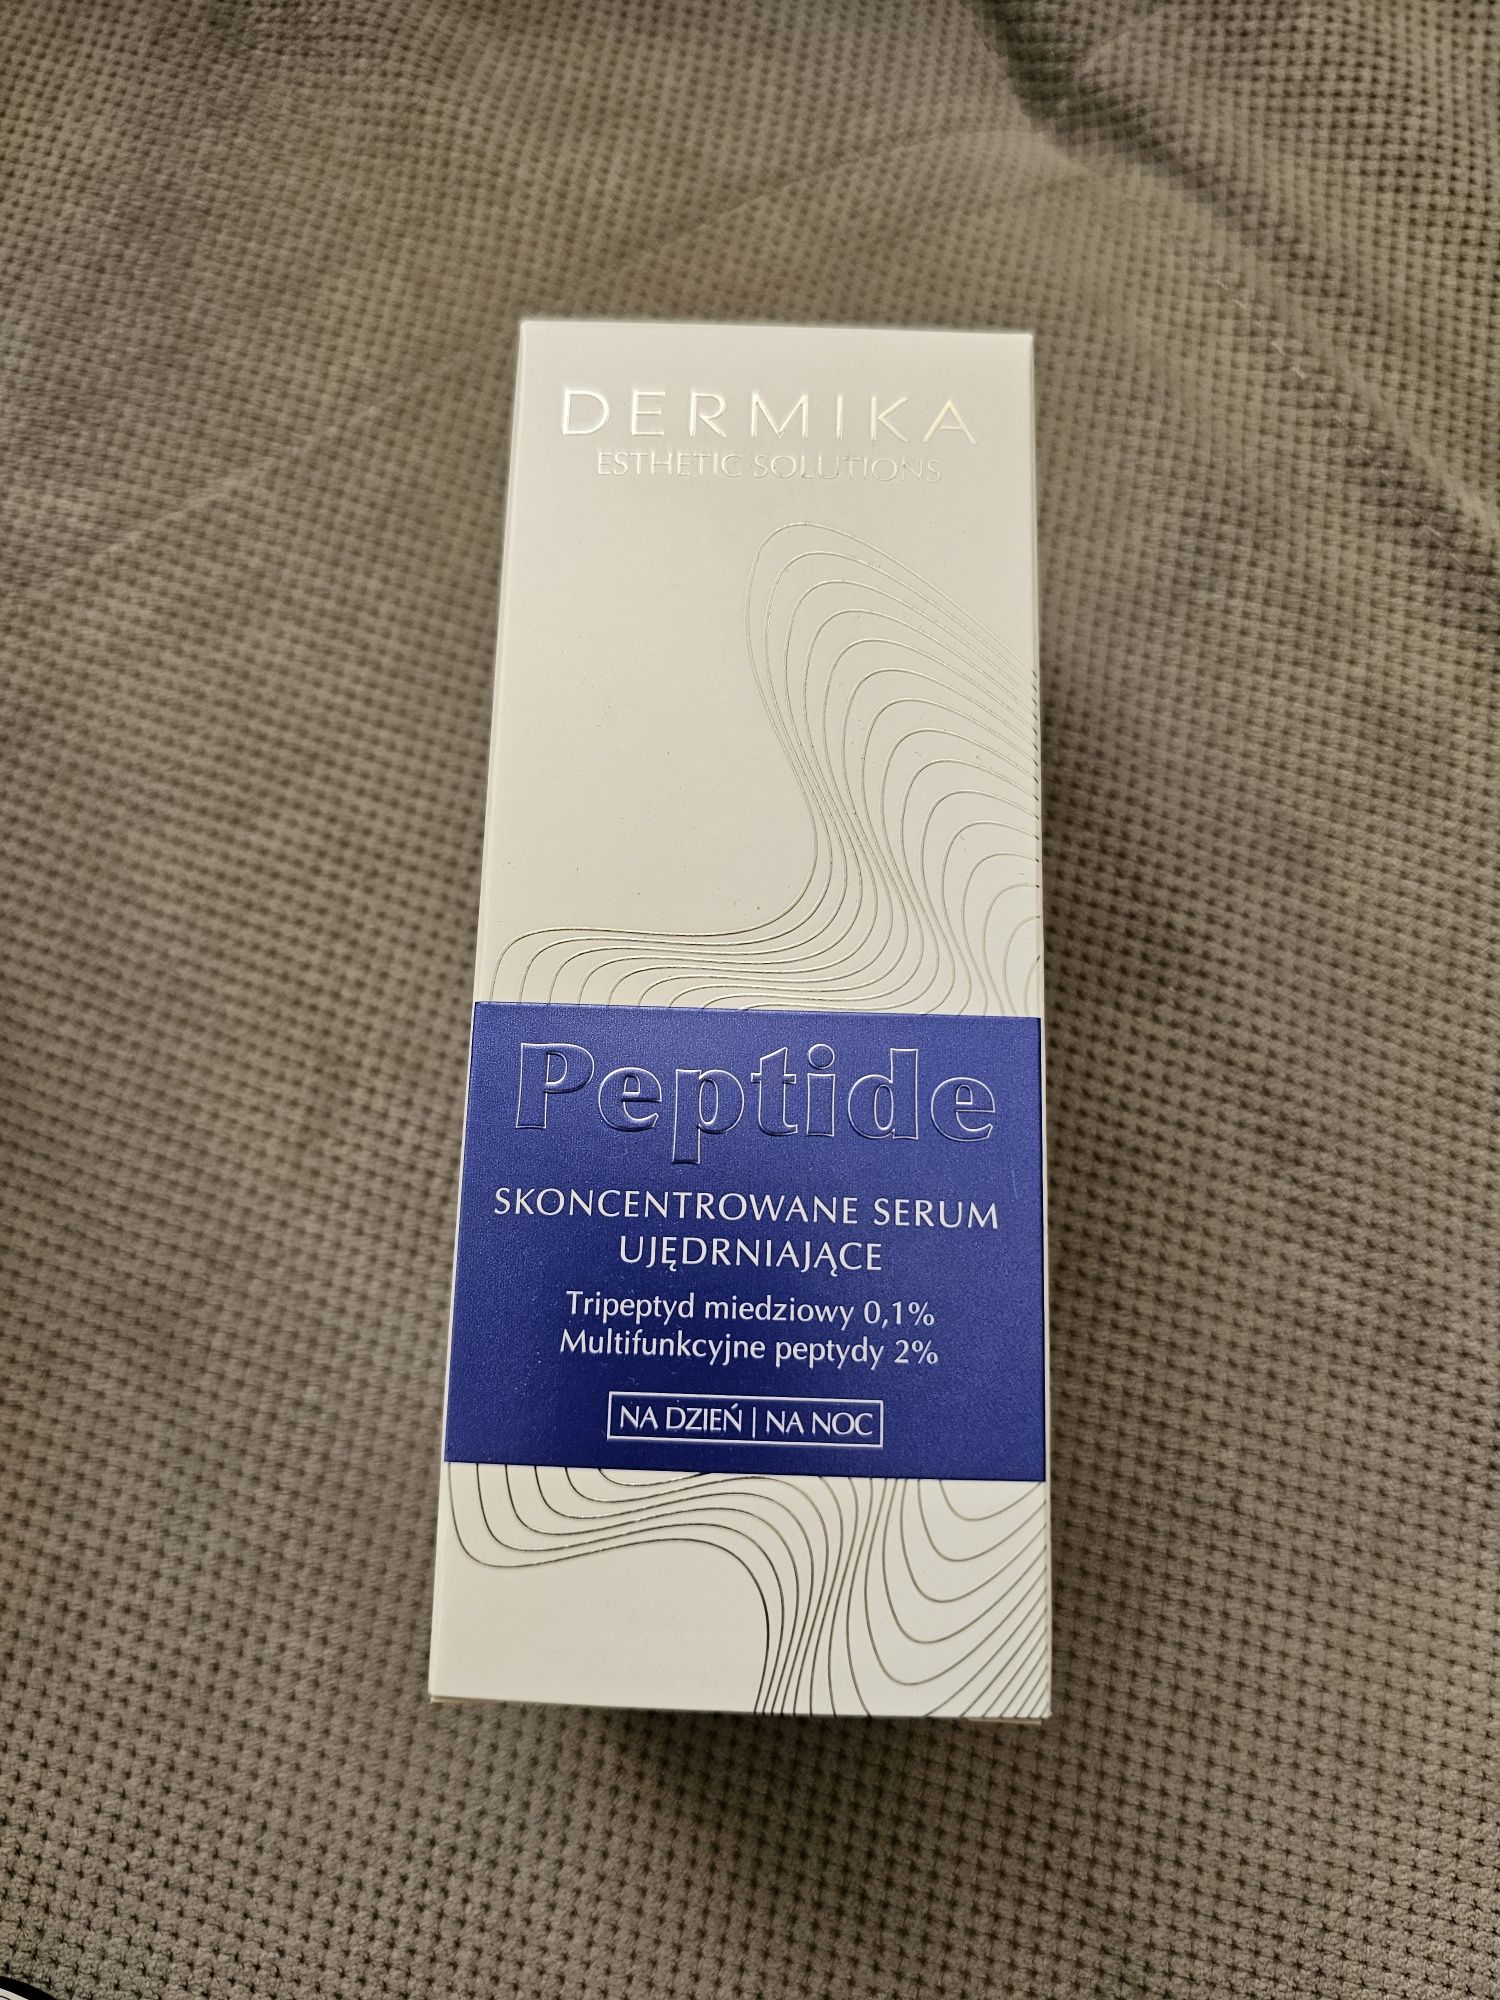 DERMIKA
ESTHETIC SOLUTIONS
Peptide
SKONCENTROWANE SERUM
UJĘDRNIAJĄCE
Tripeptyd miedziowy 0,1%
Multifunkcyjne peptydy 2%
NA DZIEŃ | NA NOC